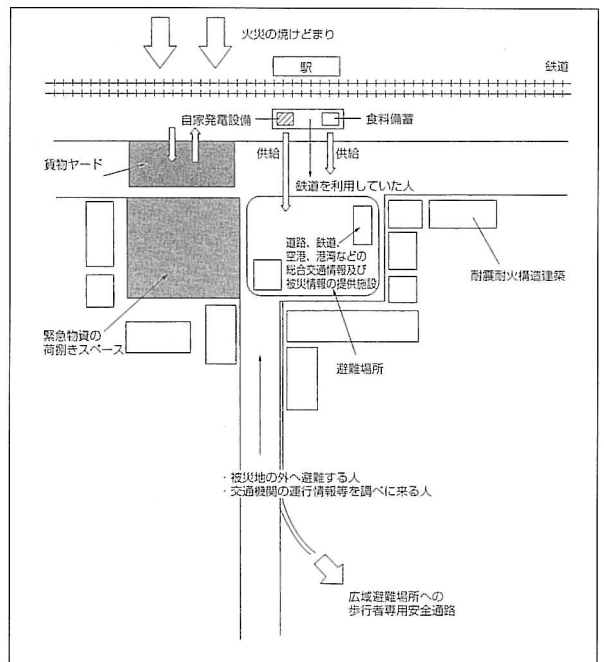 火災の焼けどまり
駅
鉄道
自家発電設備
食料備蓄
供給
供給
貨物ヤード
鉄道を利用していた人
道路、鉄道、
空港、港湾などの
総合交通情報及び
被災情報の提供施設
耐震耐火構造建築
緊急物資の
荷捌きスペース
避難場所
・被災地の外へ避難する人
・交通機関の運行情報等を調べに来る人
広域避難場所への
歩行者専用安全通路